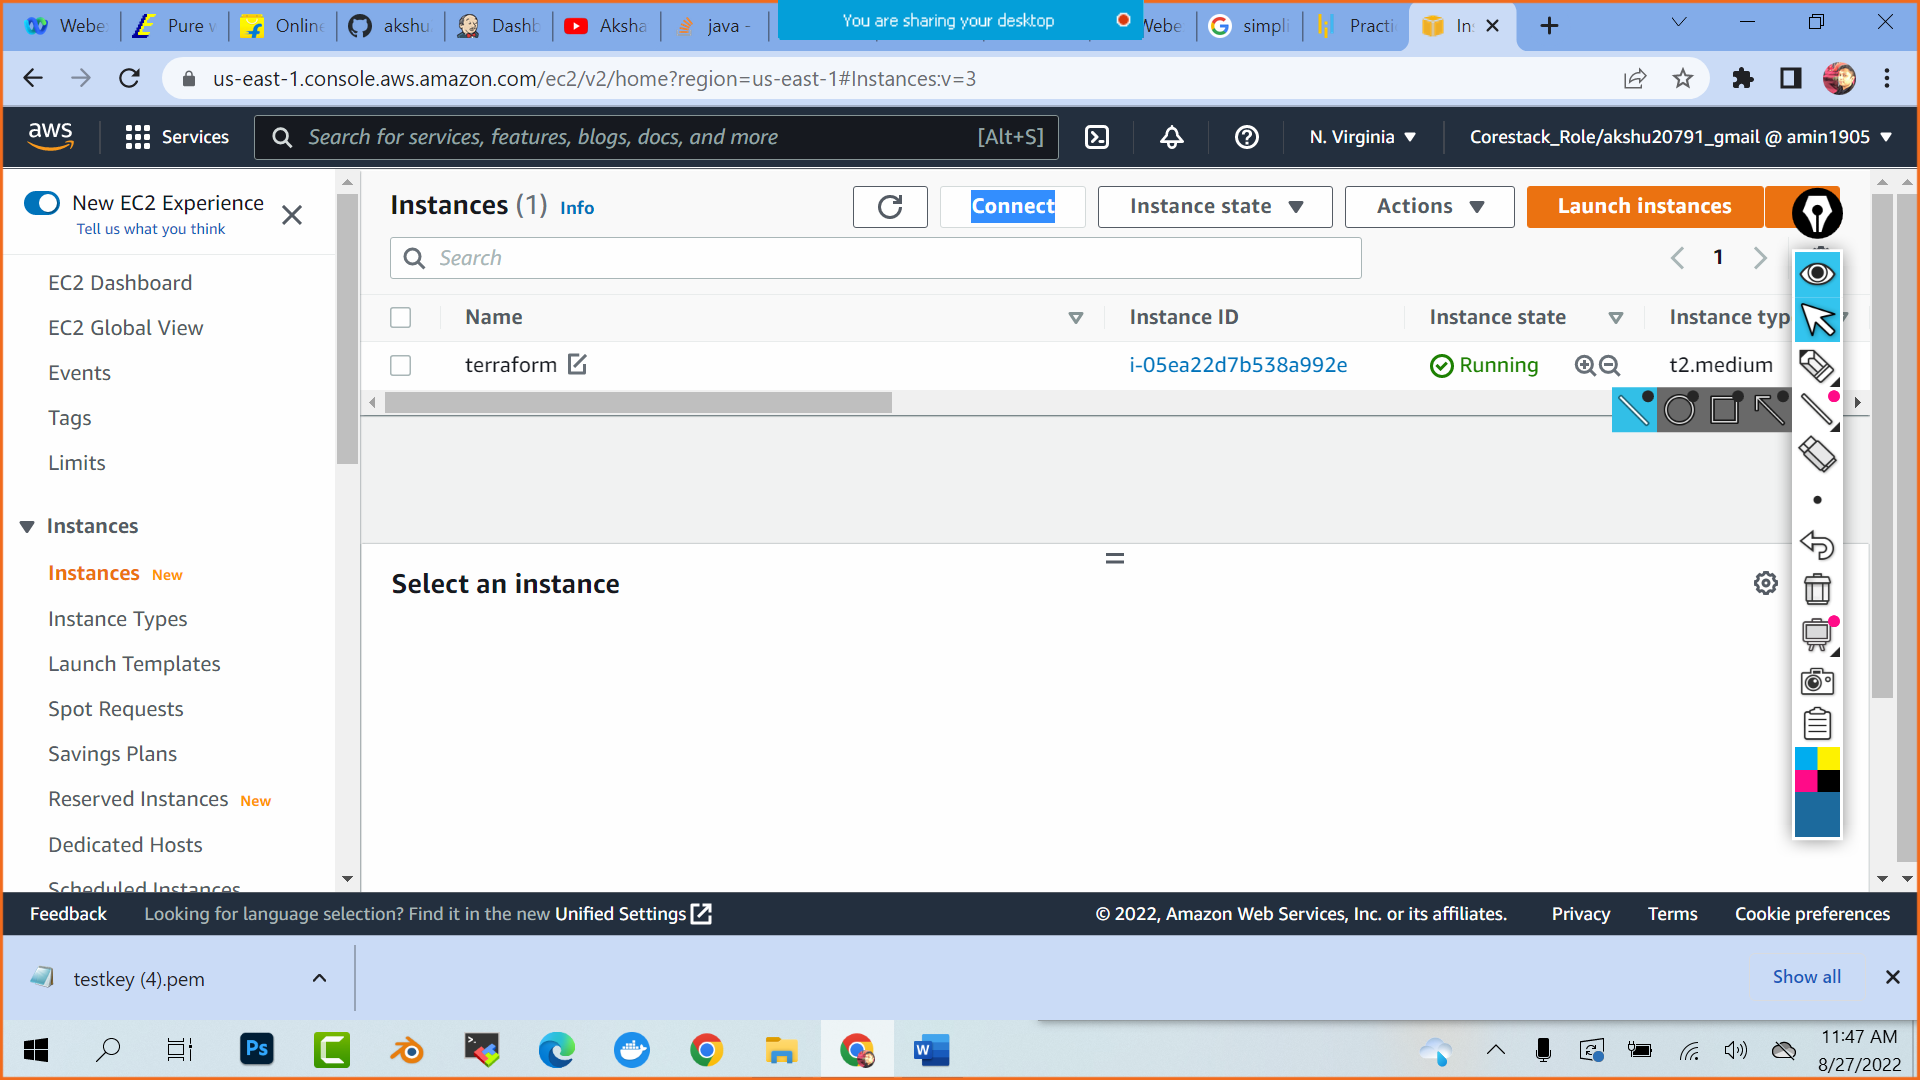 Webe
Pure w
Online
akshu
Dashb
Aksha
java -
You are sharing your desktop
Webe
simpli
Practi
In
us-east-1.console.aws.amazon.com/ec2/v2/home?region=us-east-1#Instances:v=3
aws
Services
Search for services, features, blogs, docs, and more
[Alt+S]
N. Virginia
Corestack_Role/akshu20791_gmail @ amin1905
New EC2 Experience
Tell us what you think
EC2 Dashboard
EC2 Global View
Events
Tags
Limits
Instances
Instances New
Instance Types
Launch Templates
Spot Requests
Savings Plans
Reserved Instances New
Dedicated Hosts
Scheduled Instances
Instances (1) Info
Connect
Instance state
Actions
Launch instances
Search
1
Name
Instance ID
Instance state
Instance typ
terraform
i-05ea22d7b538a992e
Running
t2.medium
Select an instance
Feedback
Looking for language selection? Find it in the new Unified Settings
© 2022, Amazon Web Services, Inc. or its affiliates.
Privacy
Terms
Cookie preferences
testkey (4).pem
Show all
Ps
C
W
11:47 AM
8/27/2022